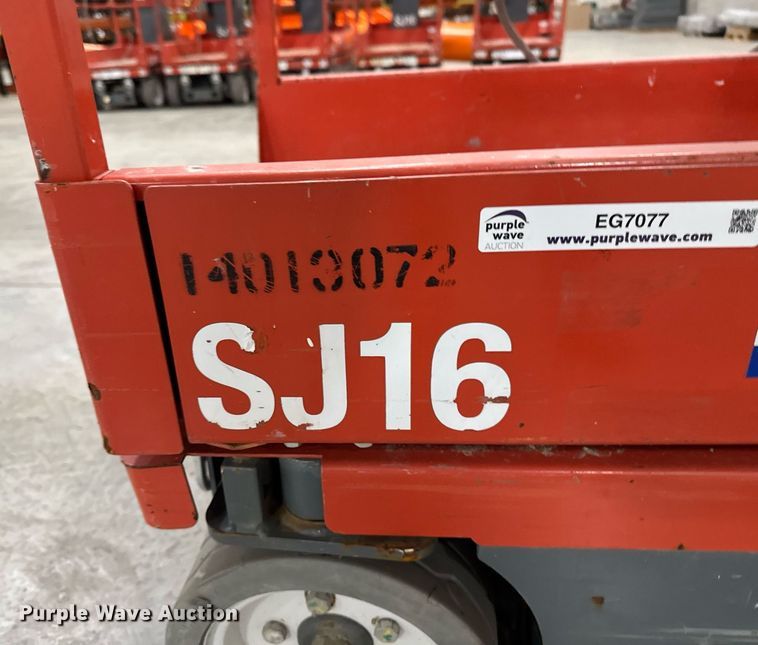 14013072
SJ16
purple
wave
AUCTION
EG7077
www.purplewave.com
Purple Wave Auction